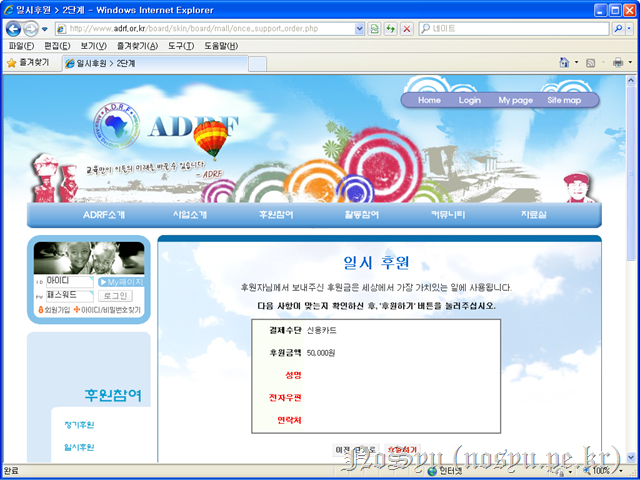 일시후원 > 2단계 - Windows Internet Explorer
http://www.adrf.or.kr/board/skin/board/mall/once_support_order.php
네이트
파일(F) 편집(E) 보기(V) 즐겨찾기(A) 도구(T) 도움말(H)
즐겨찾기 일시후원 > 2단계
Home Login My page Site map
A.D.R.F
ADRF
교육만이 이들의 미래를 바꿀 수 있습니다.
- ADRF
ADRF소개 사업소개 후원참여 활동참여 커뮤니티 자료실
ID 아이디 My페이지
PW 패스워드 로그인
회원가입 아이디/비밀번호찾기
후원참여
정기후원
일시후원
일시 후원
후원자님께서 보내주신 후원금은 세상에서 가장 가치있는 일에 사용됩니다.
다음 사항이 맞는지 확인하신 후, '후원하기' 버튼을 눌러주십시오.
결제수단 신용카드
후원금액 50,000원
성명
전자우편
연락처
이전 단계로 후원하기
NoSyu (nosyu.pe.kr)
완료 인터넷 100%